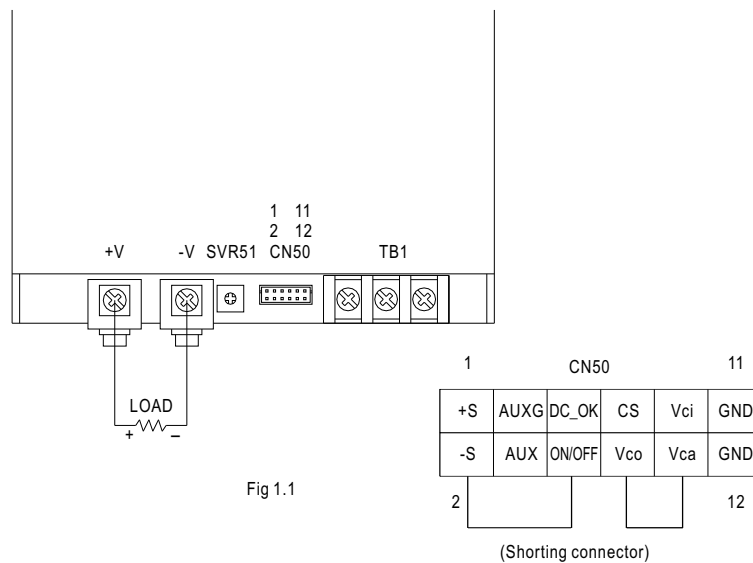 1 11
2 12
+V -V SVR51 CN50 TB1
LOAD
+ –
Fig 1.1
1 CN50 11
+S AUXG DC_OK CS Vci GND
-S AUX ON/OFF Vco Vca GND
2 12
(Shorting connector)